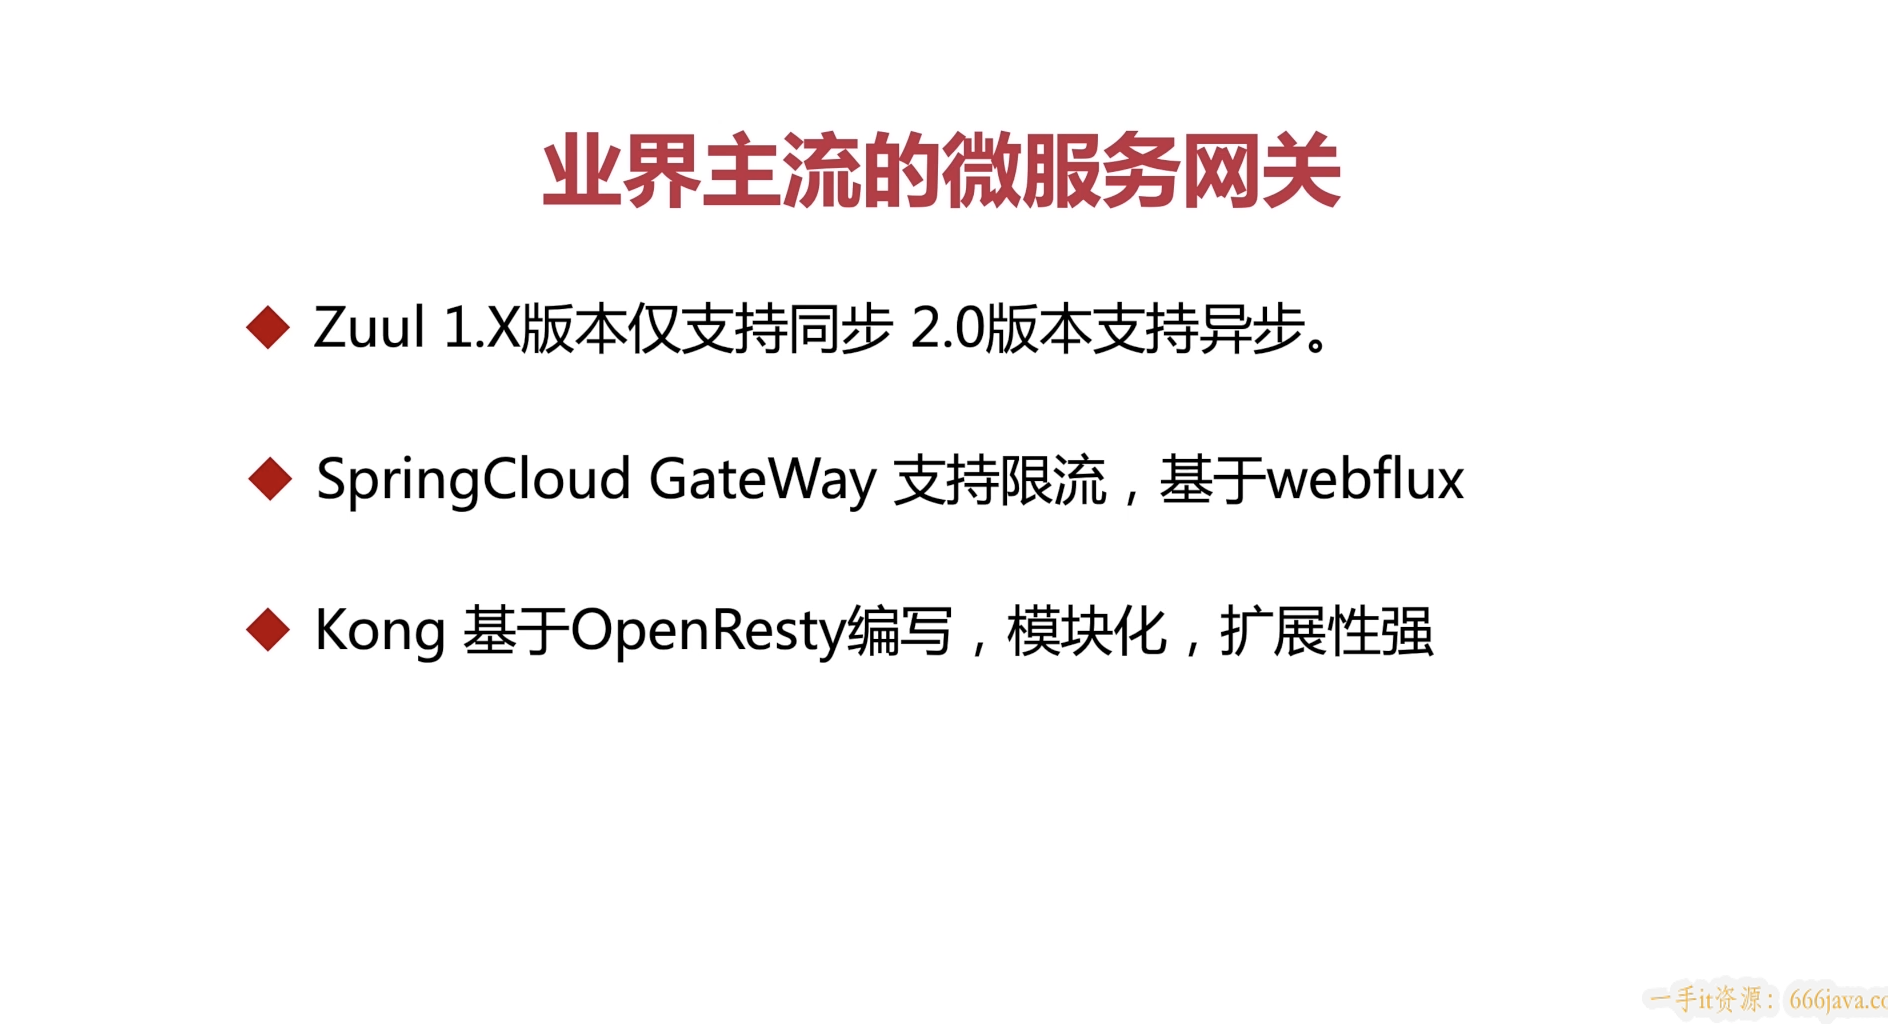 业界主流的微服务网关
Zuul 1.X版本仅支持同步 2.0版本支持异步。
SpringCloud GateWay 支持限流，基于webflux
Kong 基于OpenResty编写，模块化，扩展性强
一手it资源：666java.co